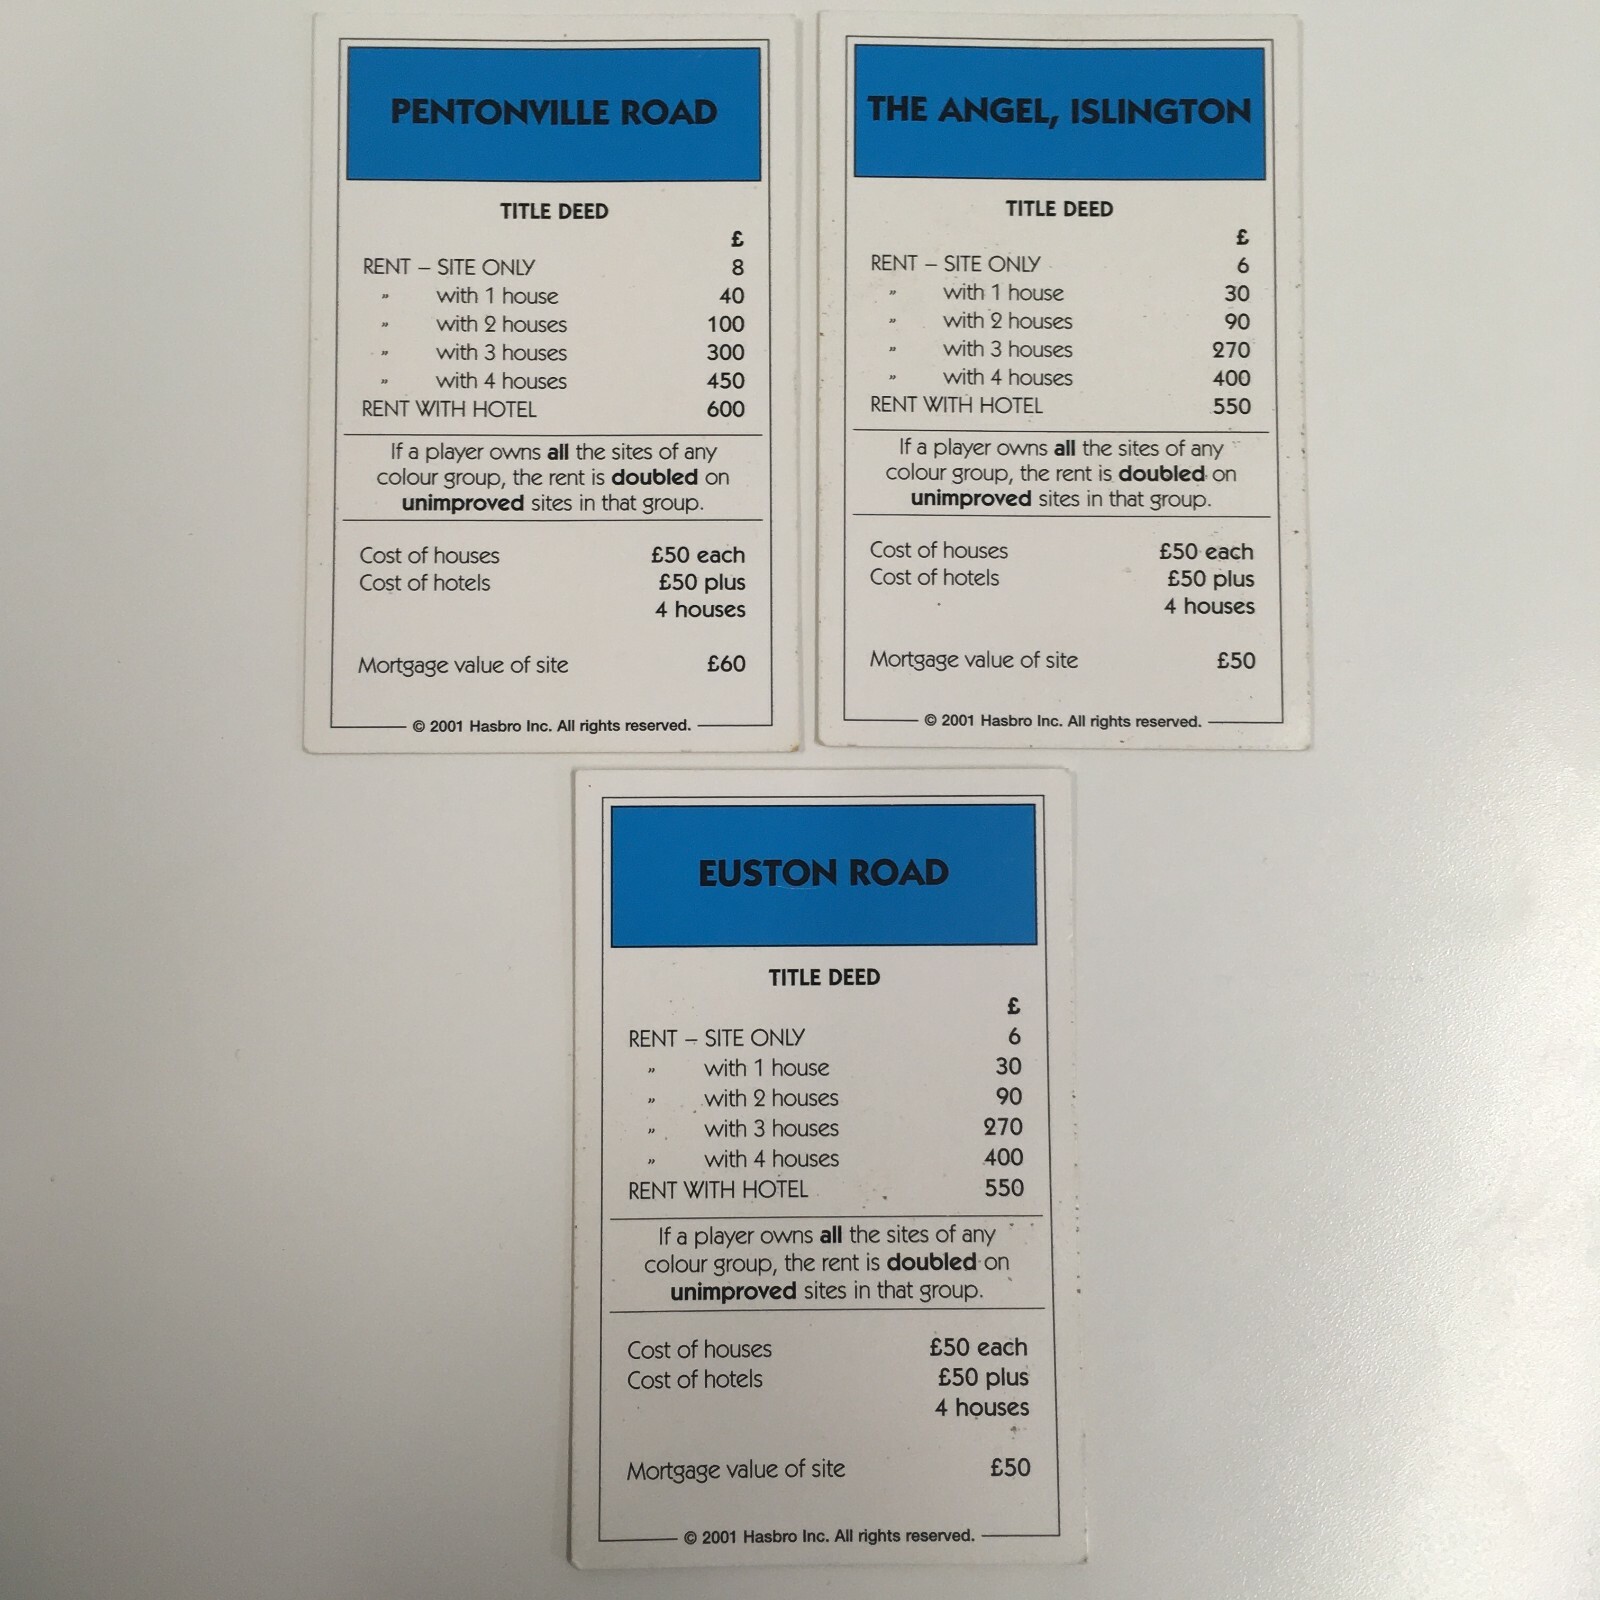 PENTONVILLE ROAD
TITLE DEED
£
RENT – SITE ONLY 8
" with 1 house 40
" with 2 houses 100
" with 3 houses 300
" with 4 houses 450
RENT WITH HOTEL 600
If a player owns all the sites of any
colour group, the rent is doubled on
unimproved sites in that group.
Cost of houses £50 each
Cost of hotels £50 plus
4 houses
Mortgage value of site £60
© 2001 Hasbro Inc. All rights reserved.
THE ANGEL, ISLINGTON
TITLE DEED
£
RENT – SITE ONLY 6
" with 1 house 30
" with 2 houses 90
" with 3 houses 270
" with 4 houses 400
RENT WITH HOTEL 550
If a player owns all the sites of any
colour group, the rent is doubled on
unimproved sites in that group.
Cost of houses £50 each
Cost of hotels £50 plus
4 houses
Mortgage value of site £50
© 2001 Hasbro Inc. All rights reserved.
EUSTON ROAD
TITLE DEED
£
RENT – SITE ONLY 6
" with 1 house 30
" with 2 houses 90
" with 3 houses 270
" with 4 houses 400
RENT WITH HOTEL 550
If a player owns all the sites of any
colour group, the rent is doubled on
unimproved sites in that group.
Cost of houses £50 each
Cost of hotels £50 plus
4 houses
Mortgage value of site £50
© 2001 Hasbro Inc. All rights reserved.